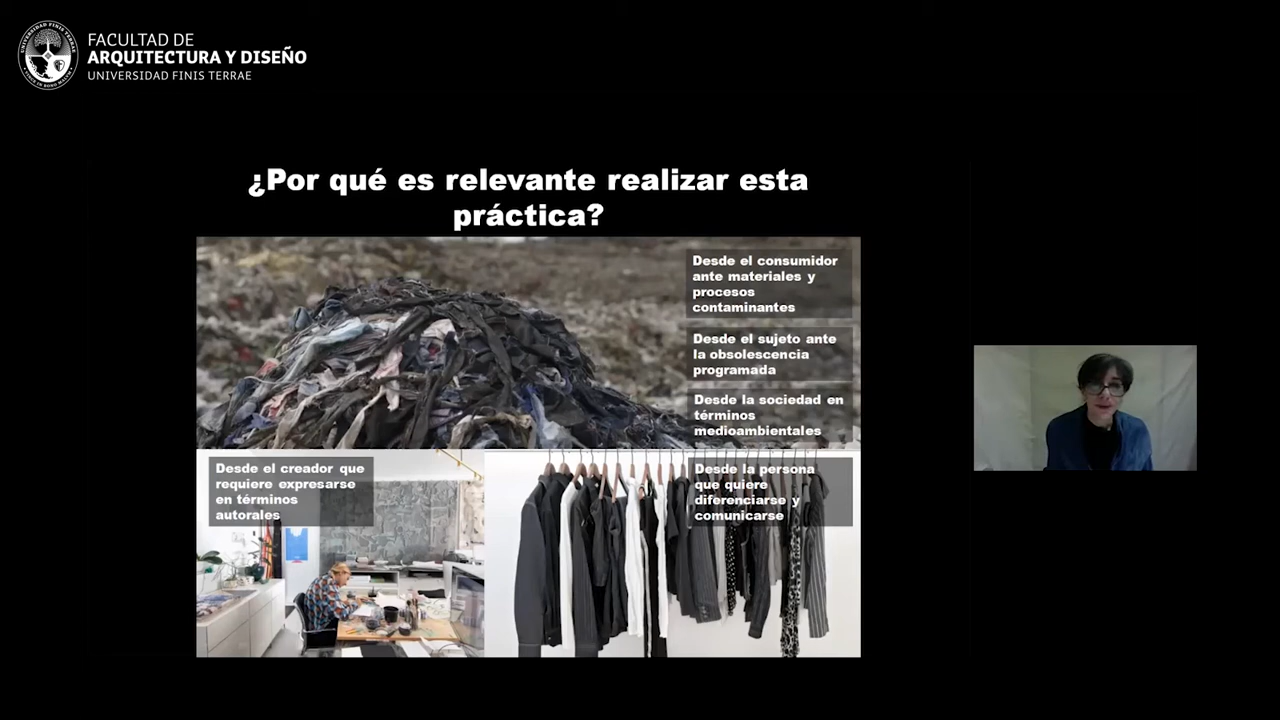 FACULTAD DE
ARQUITECTURA Y DISEÑO
UNIVERSIDAD FINIS TERRAE
¿Por qué es relevante realizar esta
práctica?
Desde el consumidor
ante materiales y
procesos
contaminantes
Desde el sujeto ante
la obsolescencia
programada
Desde la sociedad en
términos
medioambientales
Desde el creador que
requiere expresarse
en términos
autorales
Desde la persona
que quiere
diferenciarse y
comunicarse